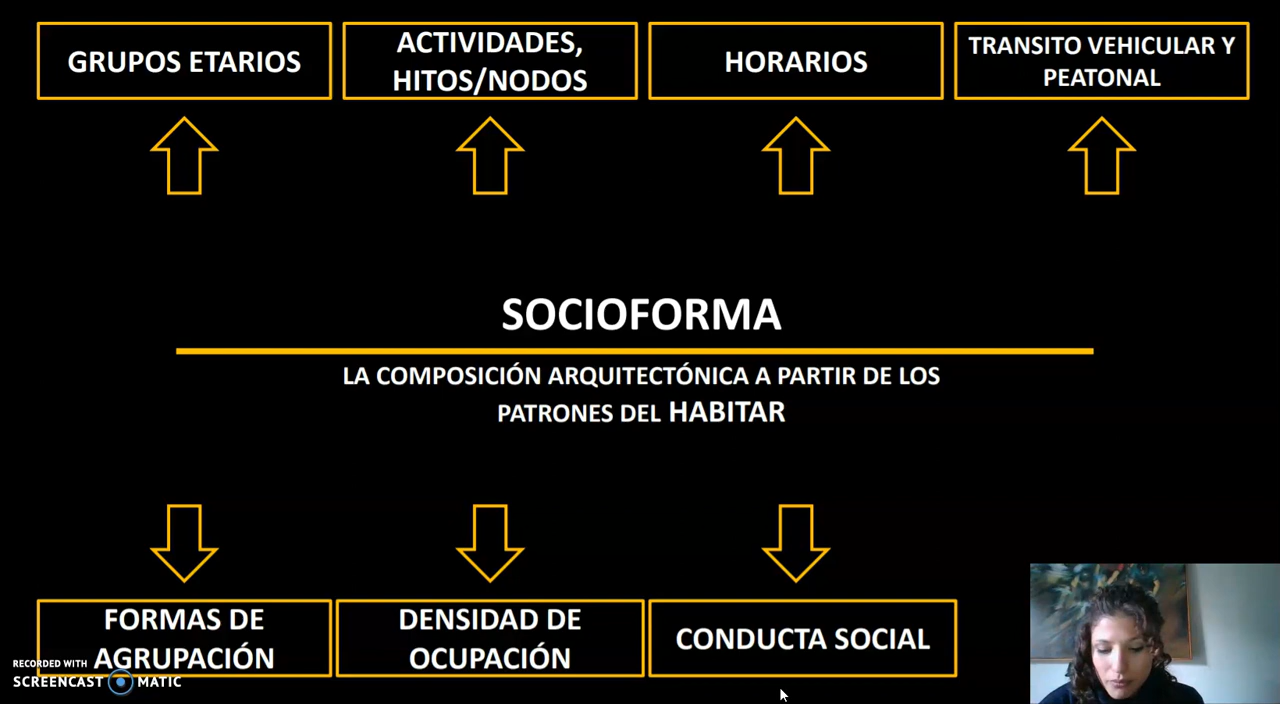 GRUPOS ETARIOS
ACTIVIDADES,
HITOS/NODOS
HORARIOS
TRANSITO VEHICULAR Y
PEATONAL
SOCIOFORMA
LA COMPOSICIÓN ARQUITECTÓNICA A PARTIR DE LOS
PATRONES DEL HABITAR
FORMAS DE
AGRUPACIÓN
DENSIDAD DE
OCUPACIÓN
CONDUCTA SOCIAL
RECORDED WITH
SCREENCAST MATIC